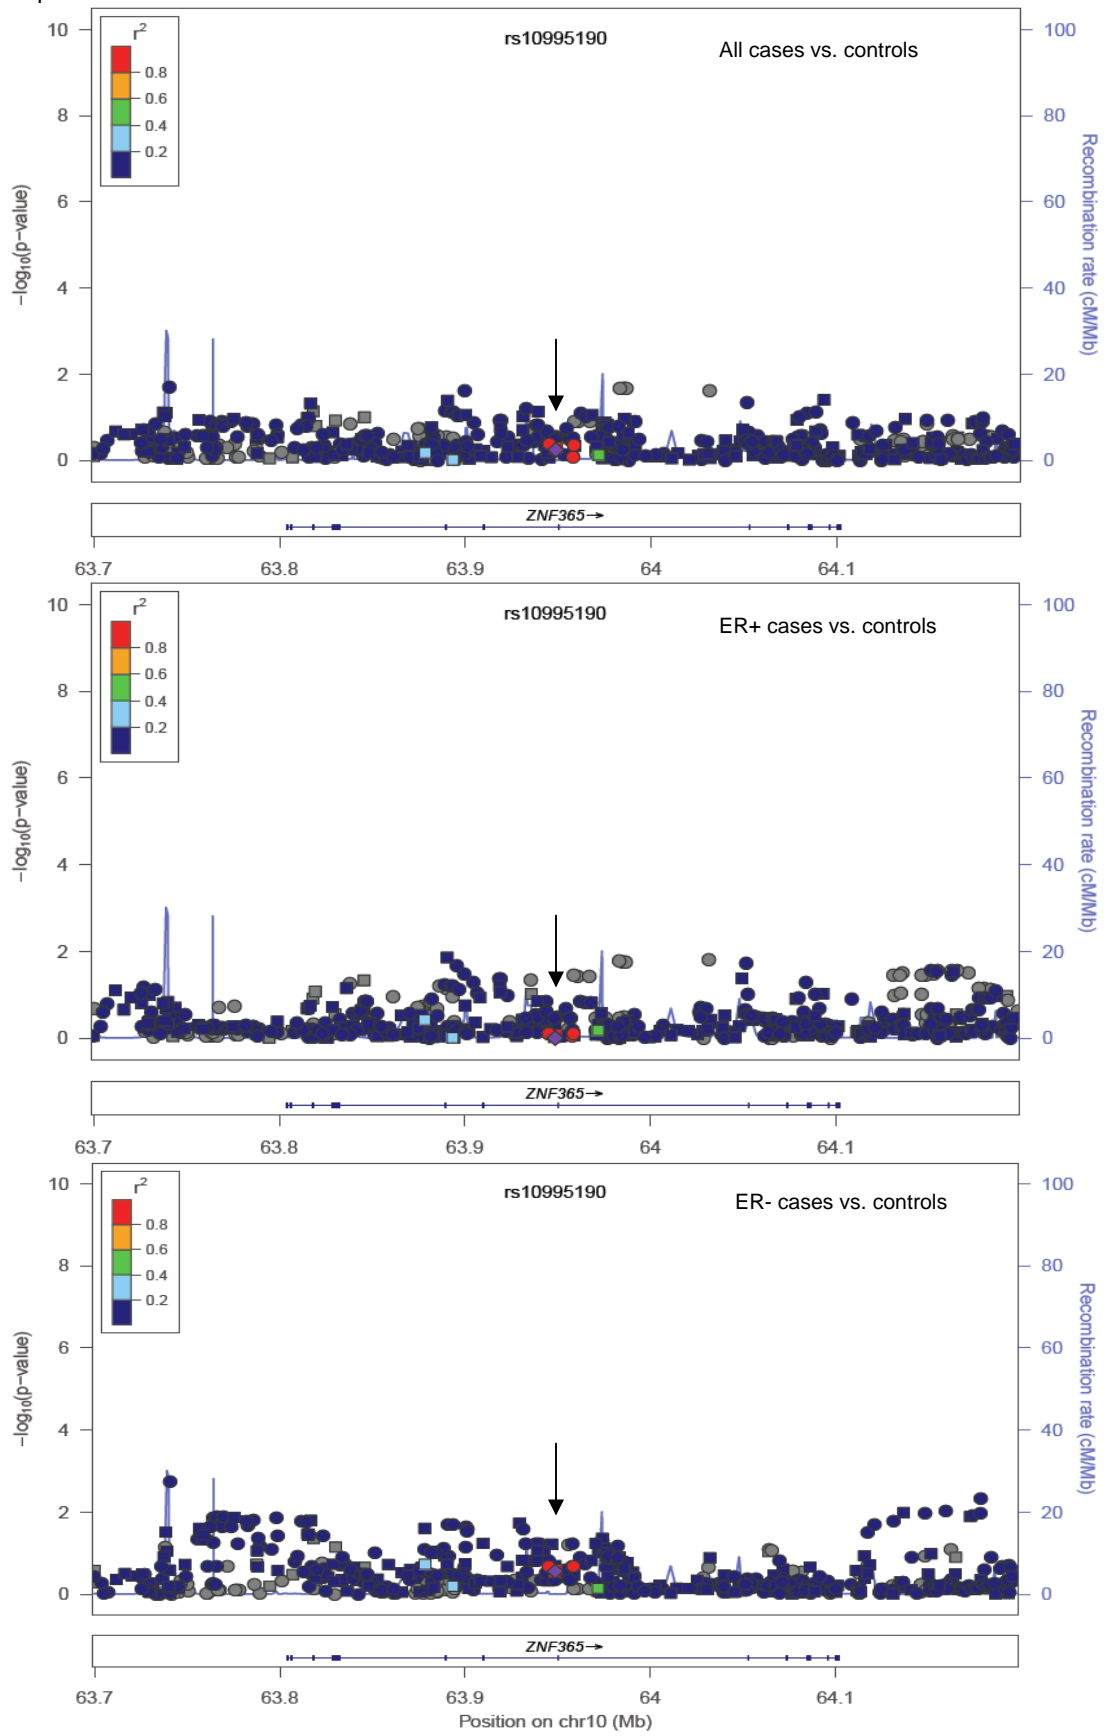 10
8
6
4
2
0
−log10(p−value)
r2
0.8
0.6
0.4
0.2
rs10995190
All cases vs. controls
100
80
60
40
20
0
Recombination rate (cM/Mb)
ZNF365→
63.7 63.8 63.9 64 64.1
10
8
6
4
2
0
−log10(p−value)
r2
0.8
0.6
0.4
0.2
rs10995190
ER+ cases vs. controls
100
80
60
40
20
0
Recombination rate (cM/Mb)
ZNF365→
63.7 63.8 63.9 64 64.1
10
8
6
4
2
0
−log10(p−value)
r2
0.8
0.6
0.4
0.2
rs10995190
ER- cases vs. controls
100
80
60
40
20
0
Recombination rate (cM/Mb)
ZNF365→
63.7 63.8 63.9 64 64.1
Position on chr10 (Mb)